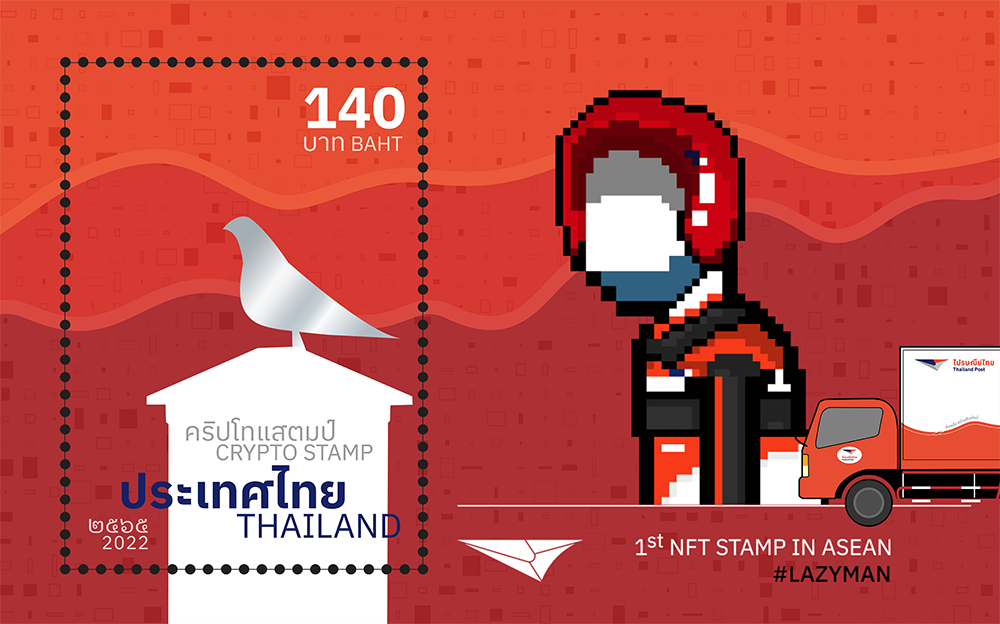 140
บาท BAHT
คริปโทแสตมป์
CRYPTO STAMP
ประเทศไทย
THAILAND
๒๕๖๕
2022
ไปรษณีย์ไทย
Thailand Post
1st NFT STAMP IN ASEAN
#LAZYMAN